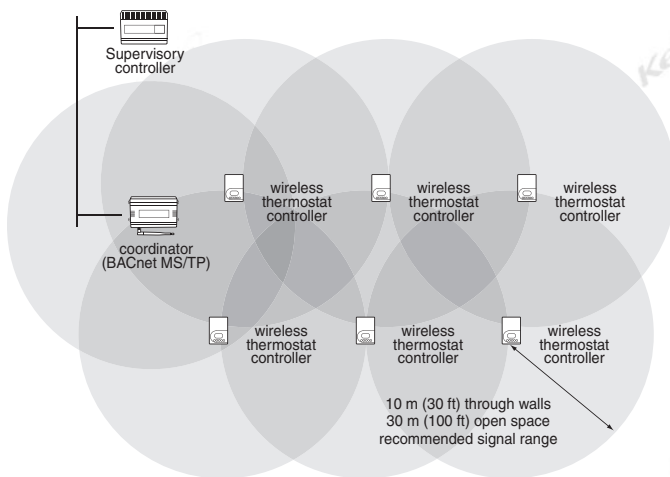 Supervisory
controller
wireless
thermostat
controller
wireless
thermostat
controller
wireless
thermostat
controller
coordinator
(BACnet MS/TP)
wireless
thermostat
controller
wireless
thermostat
controller
wireless
thermostat
controller
10 m (30 ft) through walls
30 m (100 ft) open space
recommended signal range